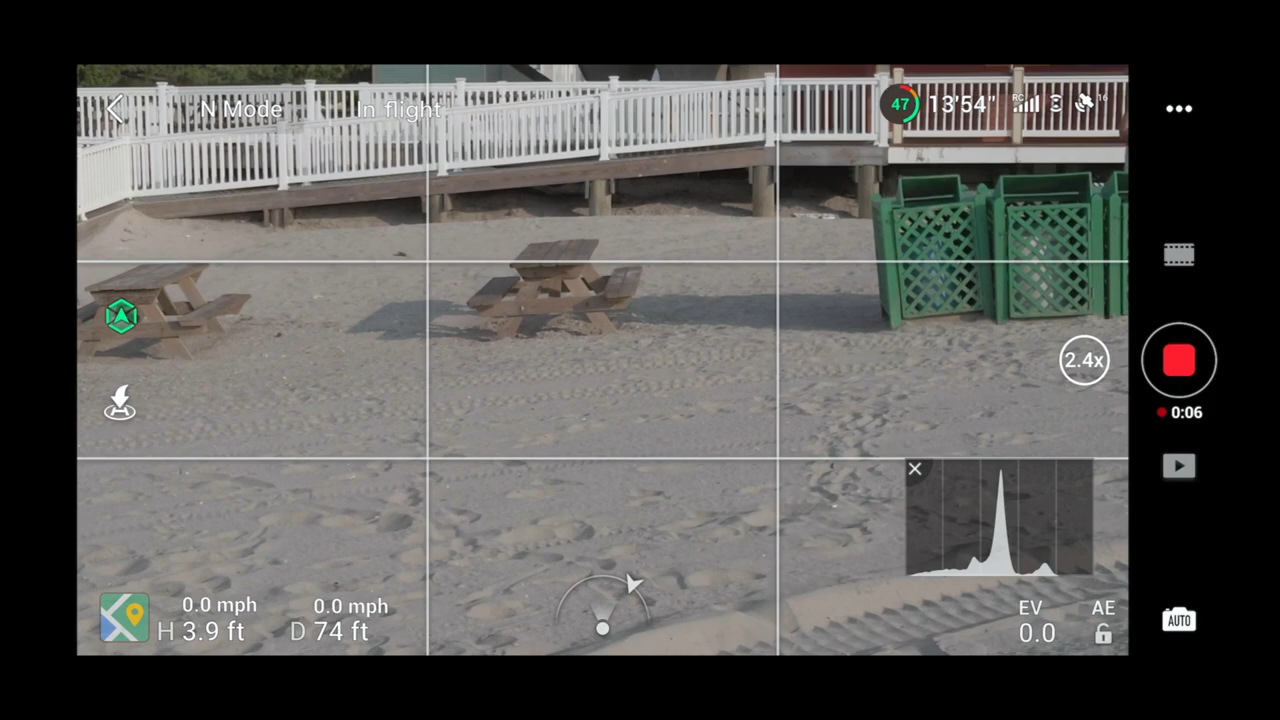 N Mode In flight 47 13'54" RC 16
2.4x
0:06
0.0 mph 0.0 mph
H 3.9 ft D 74 ft
EV AE
0.0
AUTO